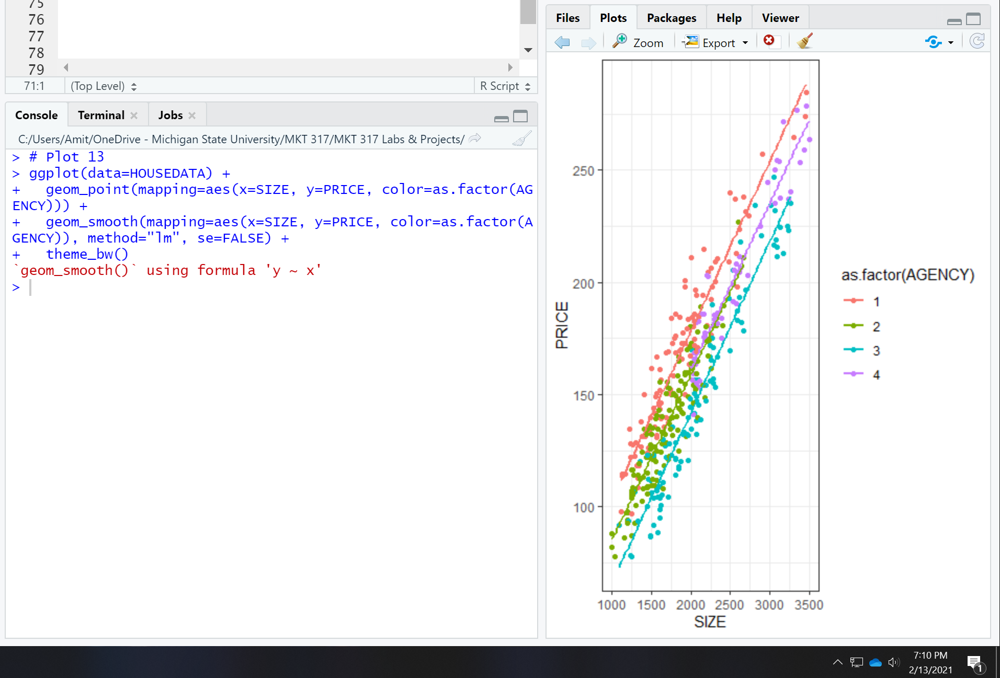 75
76
77
78
79
71:1 (Top Level) R Script
Console Terminal Jobs
C:/Users/Amit/OneDrive - Michigan State University/MKT 317/MKT 317 Labs & Projects/
> # Plot 13
> ggplot(data=HOUSEDATA) +
+   geom_point(mapping=aes(x=SIZE, y=PRICE, color=as.factor(AG
ENCY))) +
+   geom_smooth(mapping=aes(x=SIZE, y=PRICE, color=as.factor(A
GENCY)), method="lm", se=FALSE) +
+   theme_bw()
`geom_smooth()` using formula 'y ~ x'
>
Files Plots Packages Help Viewer
Zoom Export
250
200
150
100
PRICE
1000 1500 2000 2500 3000 3500
SIZE
as.factor(AGENCY)
1
2
3
4
7:10 PM
2/13/2021
1